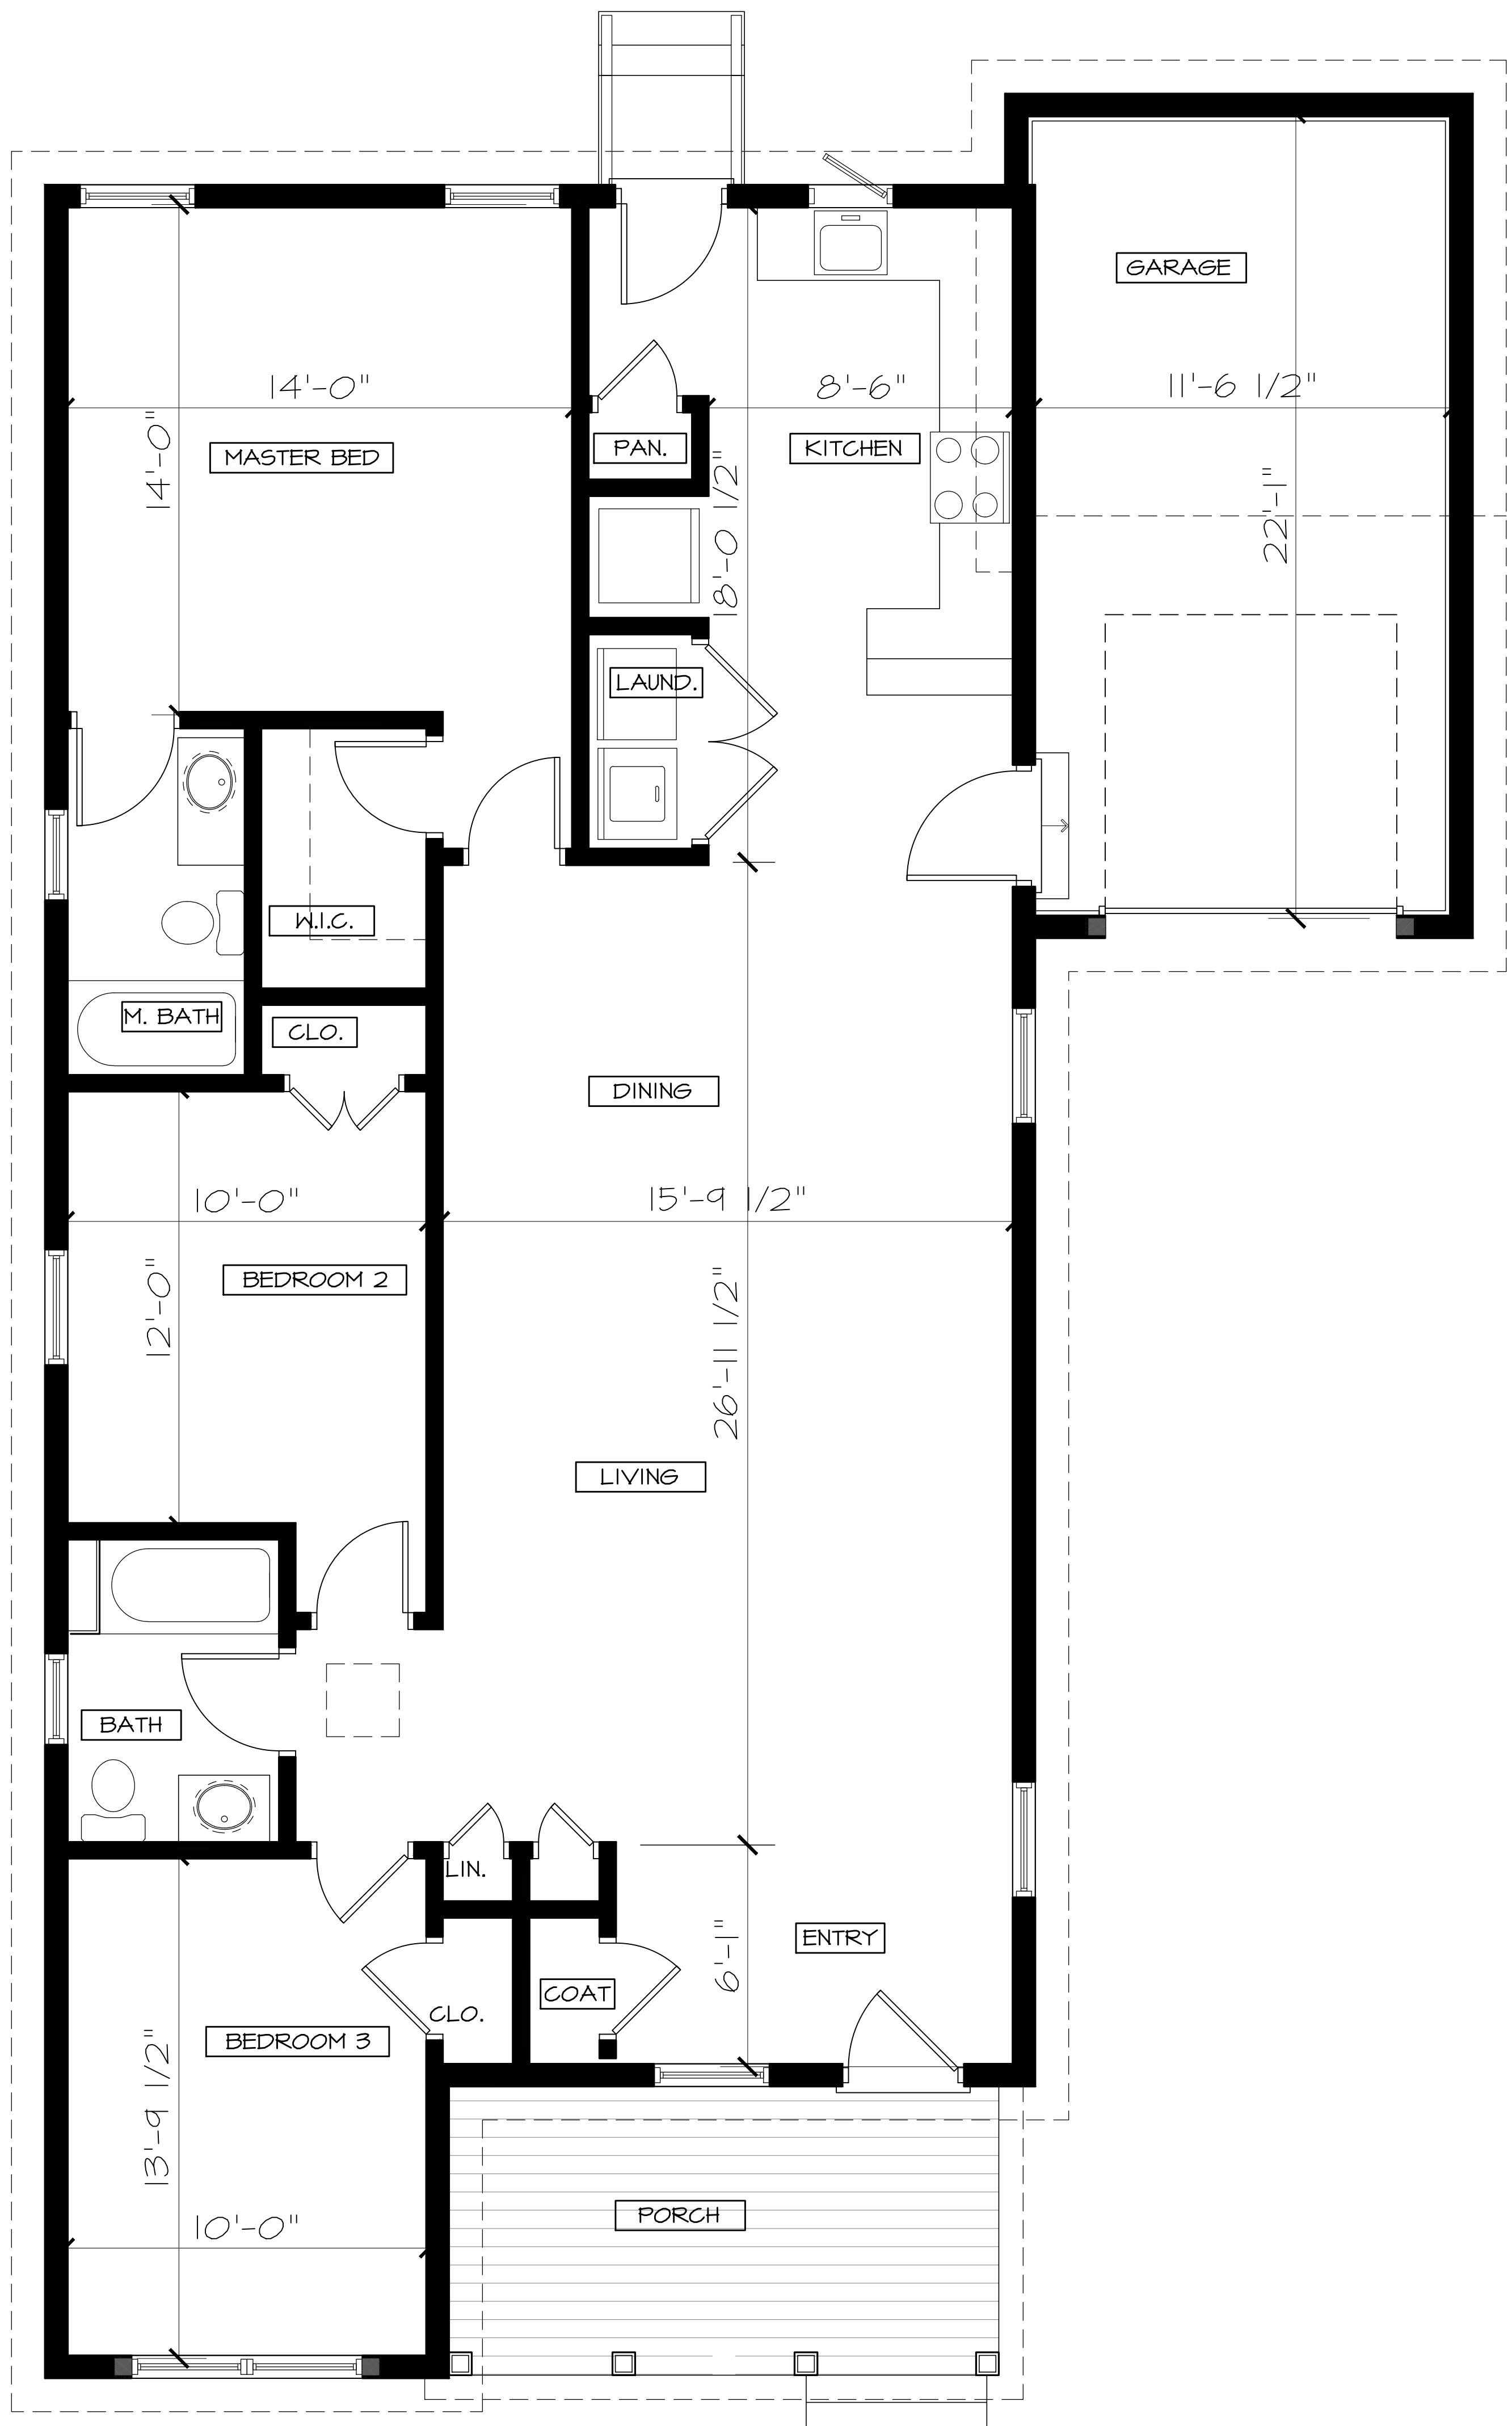 GARAGE
14'-0"
8'-6"
11'-6 1/2"
14'-0"
MASTER BED
PAN.
KITCHEN
18'-0 1/2"
22'-1"
LAUND.
W.I.C.
M. BATH
CLO.
DINING
10'-0"
15'-9 1/2"
BEDROOM 2
12'-0"
26'-11 1/2"
LIVING
BATH
LIN.
ENTRY
6'-1"
COAT
CLO.
BEDROOM 3
13'-9 1/2"
PORCH
10'-0"